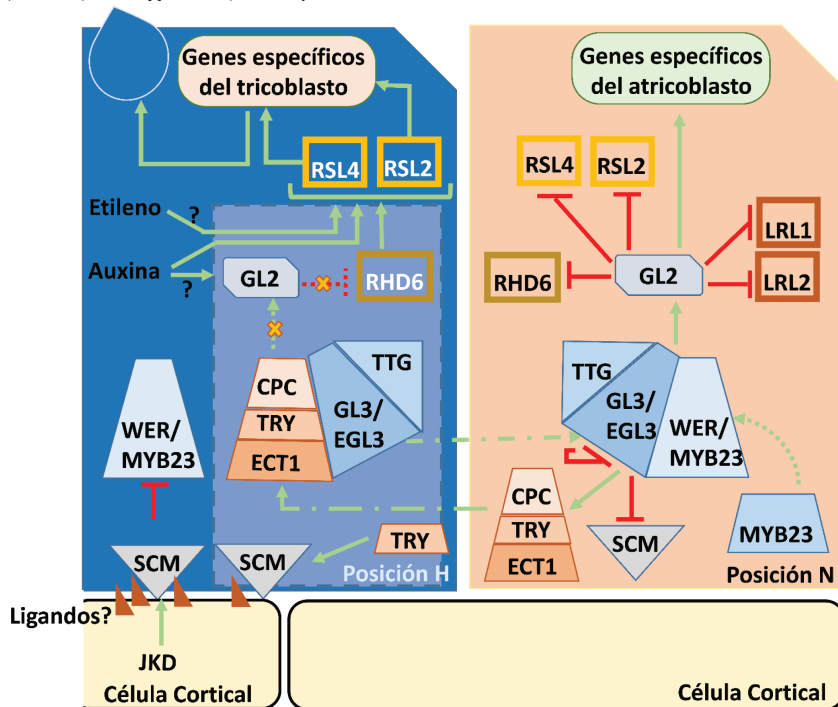 Genes específicos
del tricoblasto
RSL4
RSL2
Etileno
?
Auxina
?
GL2
RHD6
WER/
MYB23
CPC
TRY
ECT1
TTG
GL3/
EGL3
SCM
SCM
TRY
Posición H
Ligandos?
JKD
Célula Cortical
Genes específicos
del atricoblasto
RSL4
RSL2
LRL1
LRL2
RHD6
GL2
TTG
GL3/
EGL3
WER/
MYB23
CPC
TRY
ECT1
SCM
MYB23
Posición N
Célula Cortical